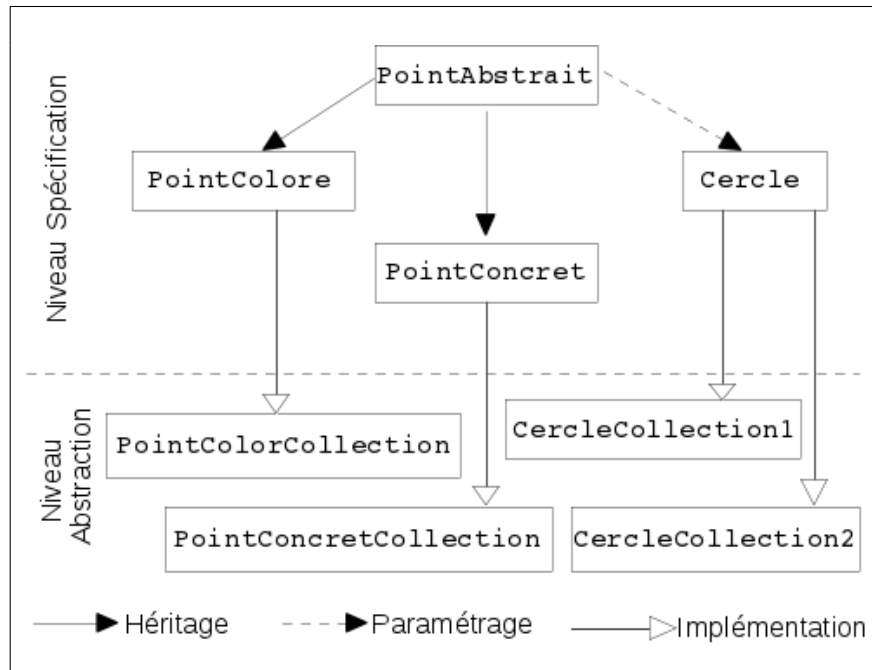 PointAbstrait
Niveau Spécification
PointColore
Cercle
PointConcret
Niveau
Abstraction
CercleCollection1
PointColorCollection
PointConcretCollection
CercleCollection2
Héritage
Paramétrage
Implémentation